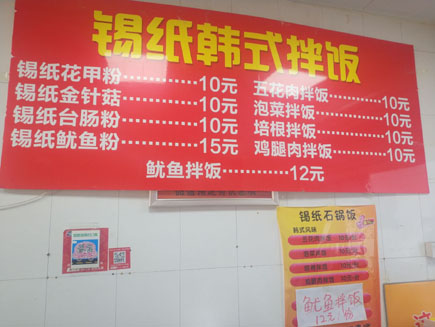 锡纸韩式拌饭
锡纸花甲粉············10元
锡纸金针菇············10元
锡纸台肠粉············10元
锡纸鱿鱼粉············15元
五花肉拌饭············10元
泡菜拌饭············10元
培根拌饭············10元
鸡腿肉拌饭············10元
鱿鱼拌饭············12元
锡纸石锅饭
韩式风味
鱿鱼拌饭
12元 份